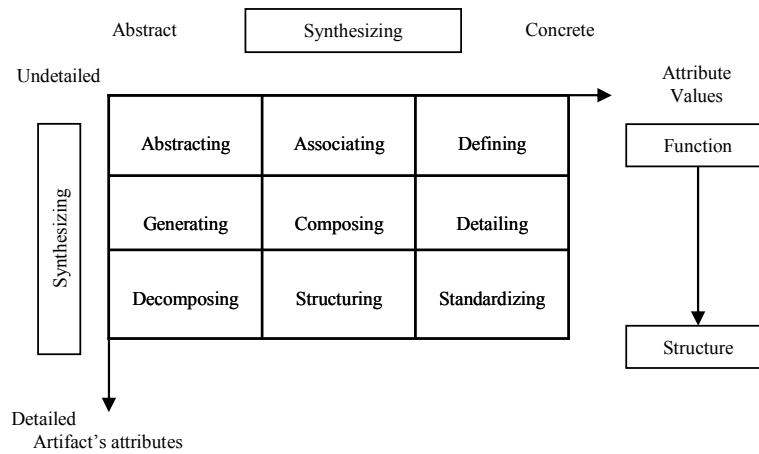 Abstract Synthesizing Concrete
Undetailed
Attribute
Values
Abstracting Associating Defining
Function
Synthesizing
Generating Composing Detailing
Decomposing Structuring Standardizing
Structure
Detailed
Artifact's attributes